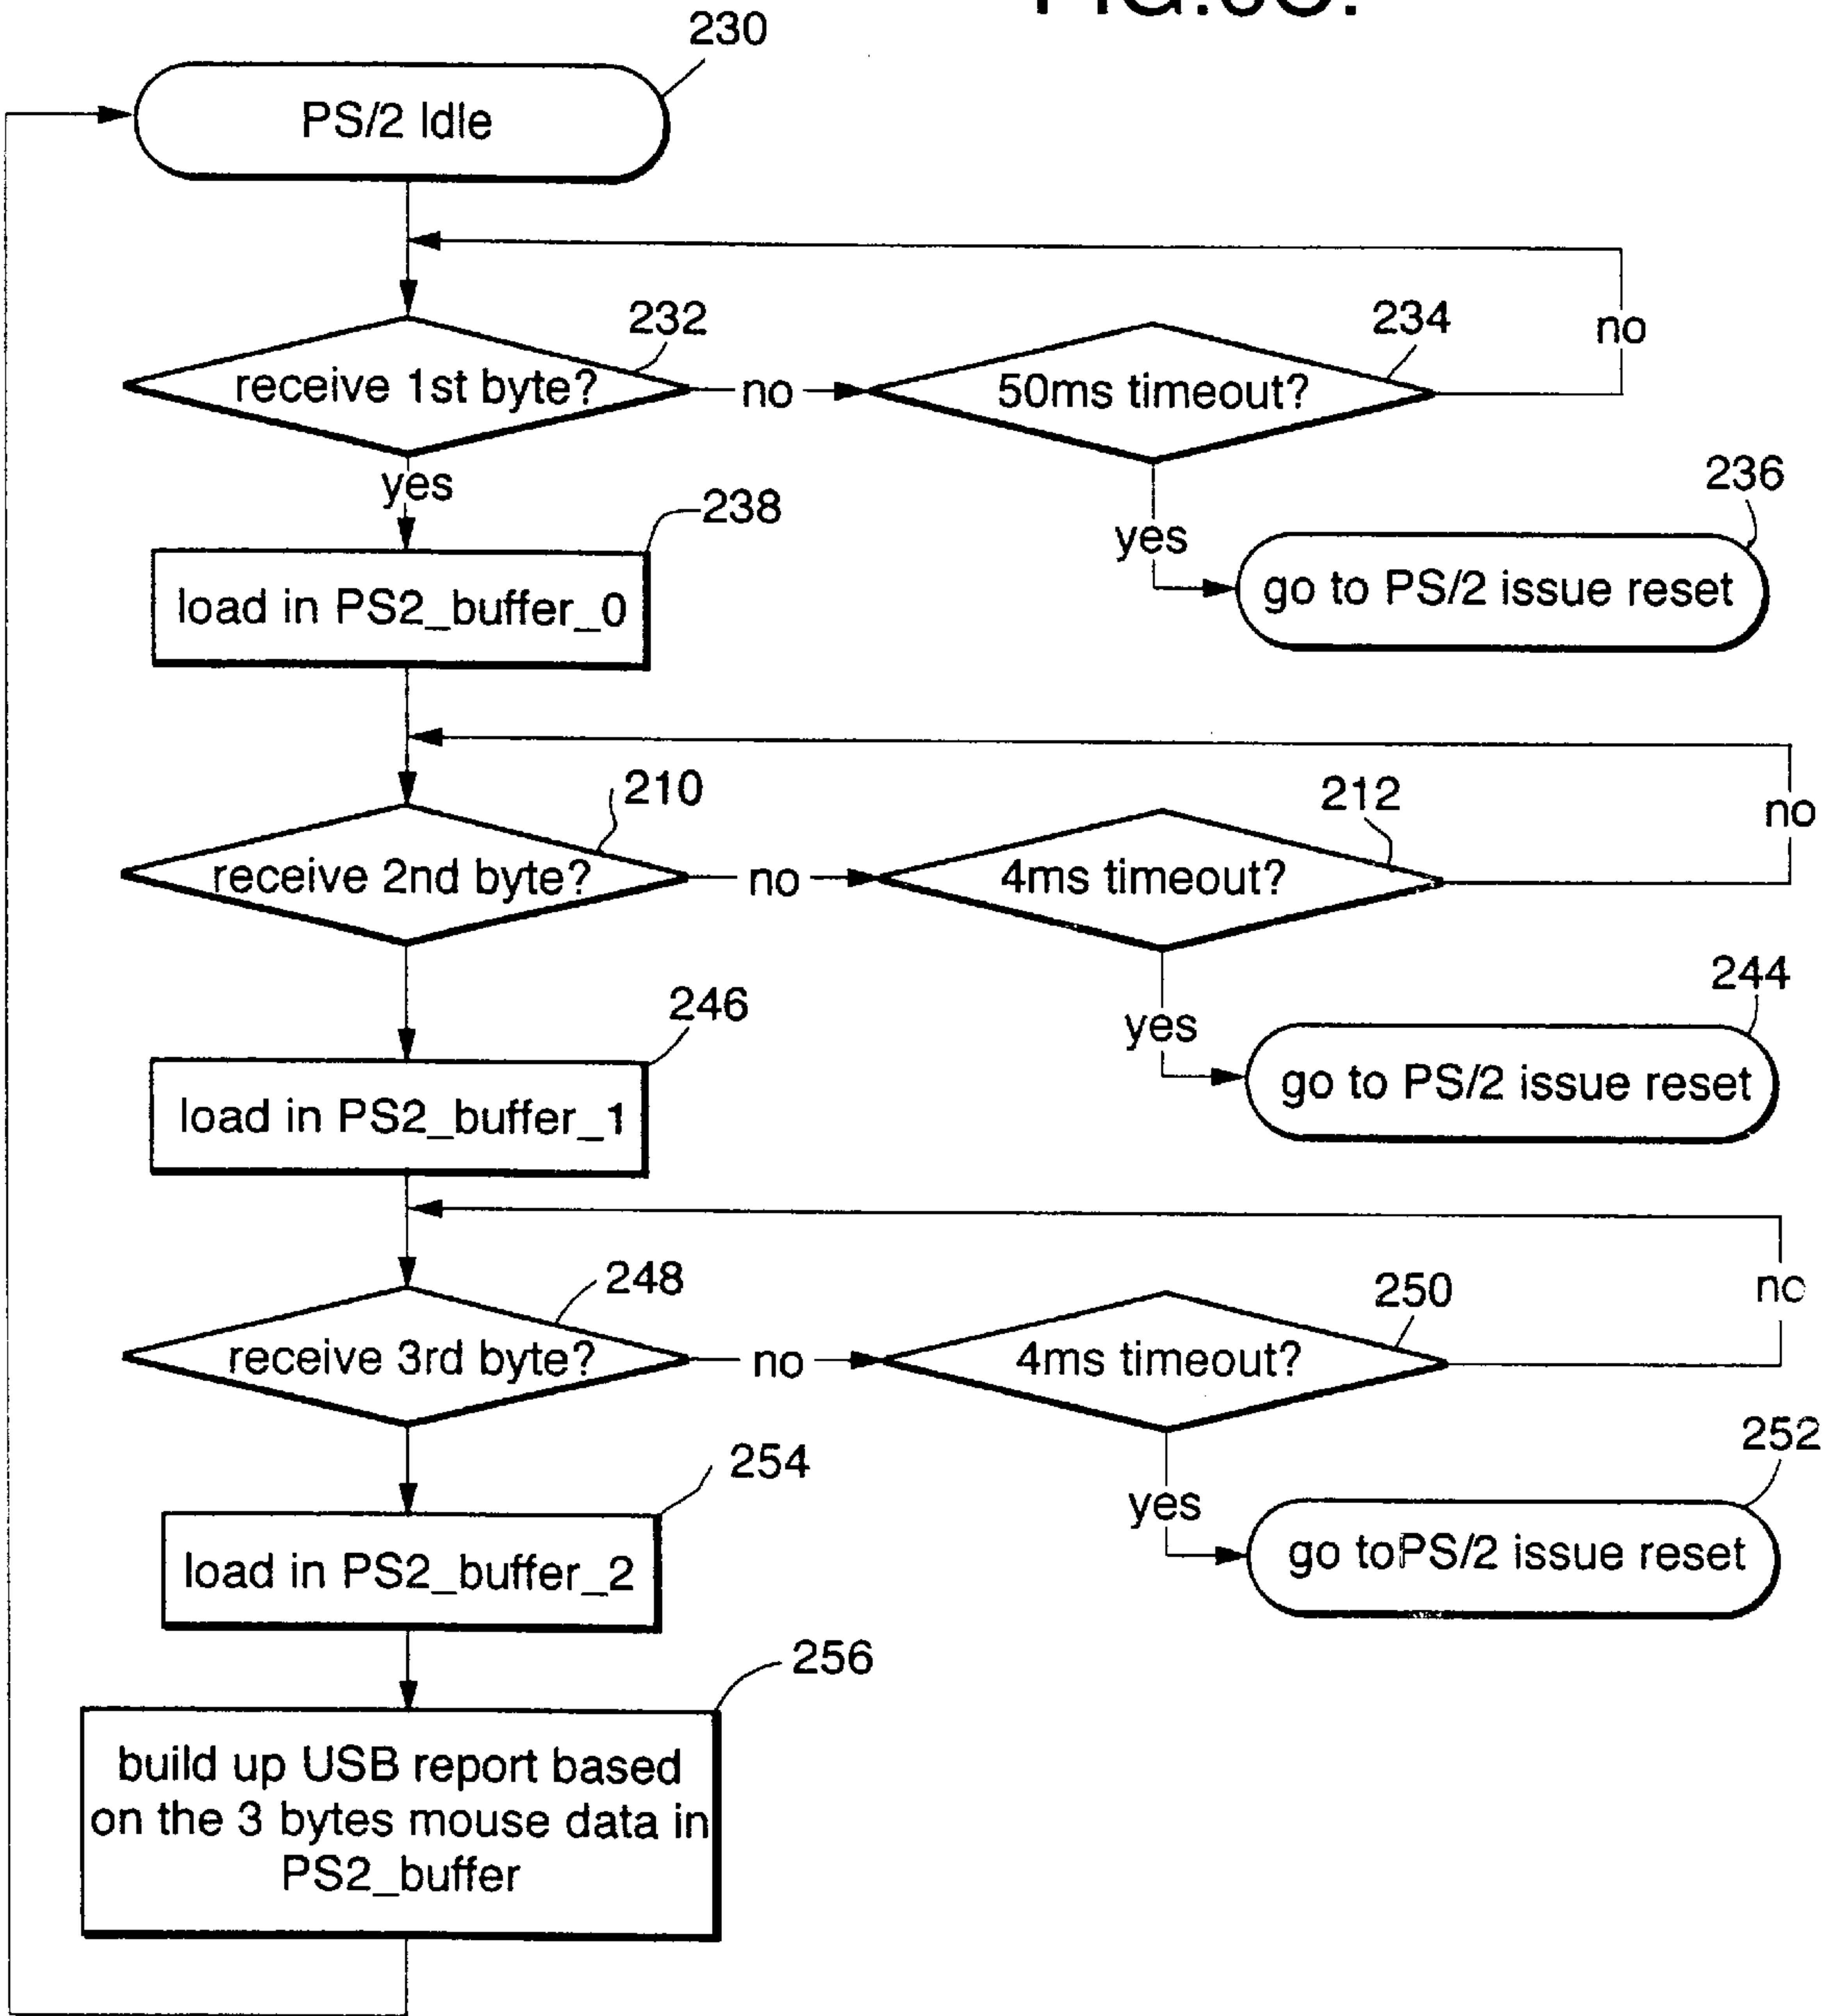 230
PS/2 Idle
232
receive 1st byte?
no
234
50ms timeout?
no
yes
236
go to PS/2 issue reset
yes
238
load in PS2_buffer_0
210
receive 2nd byte?
no
212
4ms timeout?
no
yes
244
go to PS/2 issue reset
246
load in PS2_buffer_1
248
receive 3rd byte?
no
250
4ms timeout?
no
yes
252
go toPS/2 issue reset
254
load in PS2_buffer_2
256
build up USB report based
on the 3 bytes mouse data in
PS2_buffer